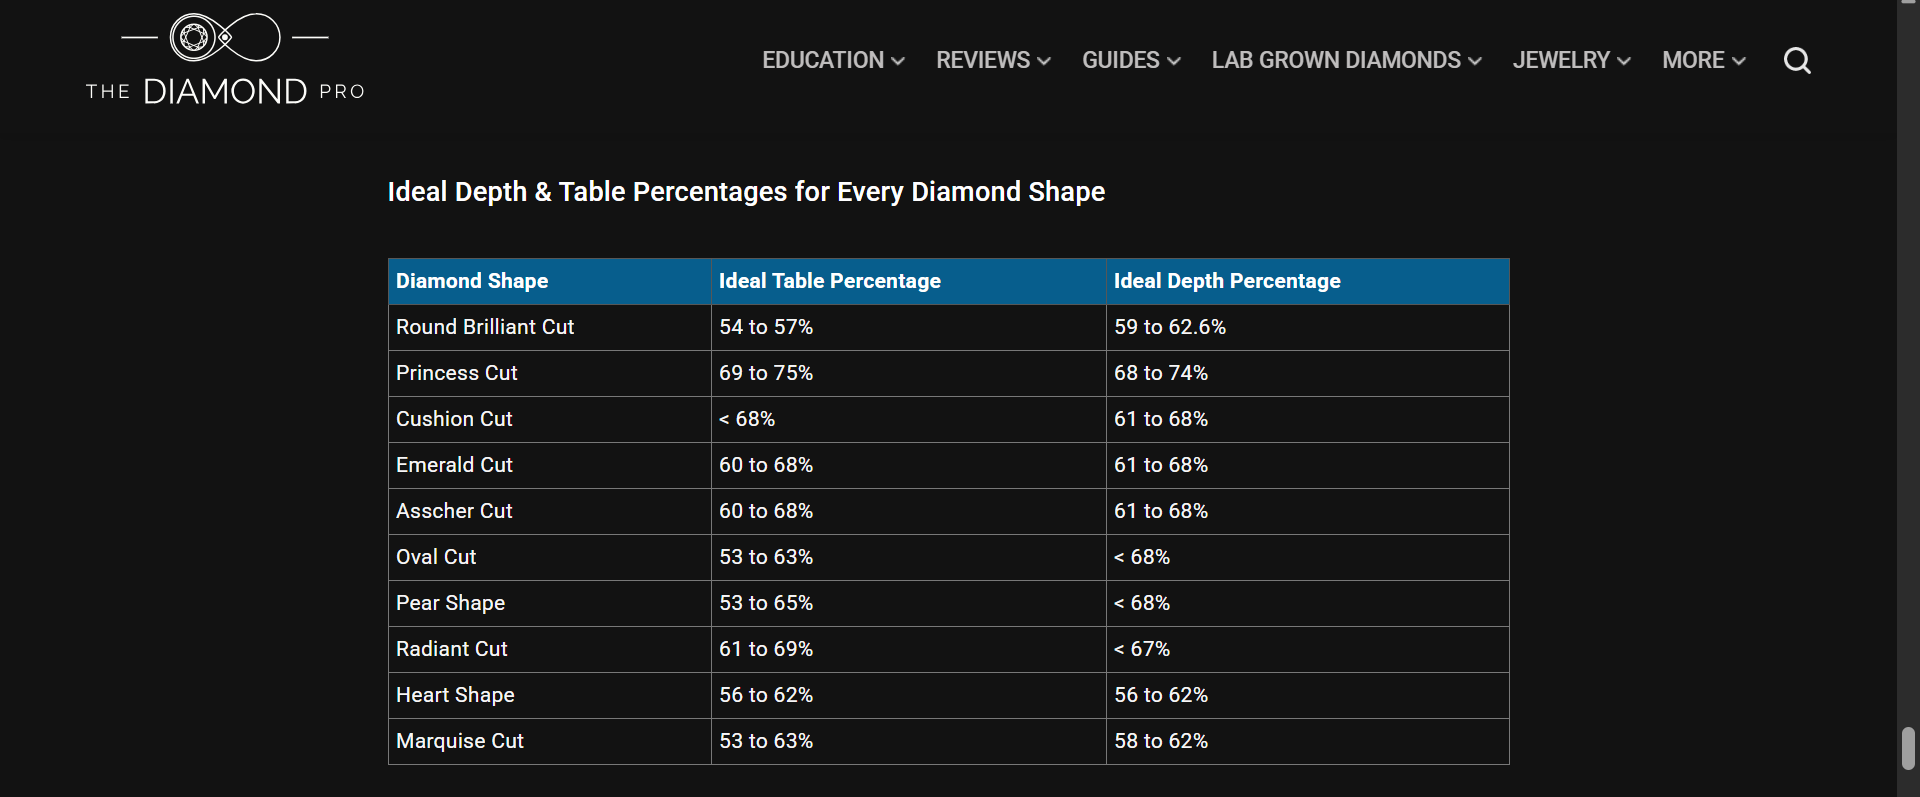 THE DIAMOND PRO
EDUCATION REVIEWS GUIDES LAB GROWN DIAMONDS JEWELRY MORE
Ideal Depth & Table Percentages for Every Diamond Shape
Diamond Shape Ideal Table Percentage Ideal Depth Percentage
Round Brilliant Cut 54 to 57% 59 to 62.6%
Princess Cut 69 to 75% 68 to 74%
Cushion Cut < 68% 61 to 68%
Emerald Cut 60 to 68% 61 to 68%
Asscher Cut 60 to 68% 61 to 68%
Oval Cut 53 to 63% < 68%
Pear Shape 53 to 65% < 68%
Radiant Cut 61 to 69% < 67%
Heart Shape 56 to 62% 56 to 62%
Marquise Cut 53 to 63% 58 to 62%